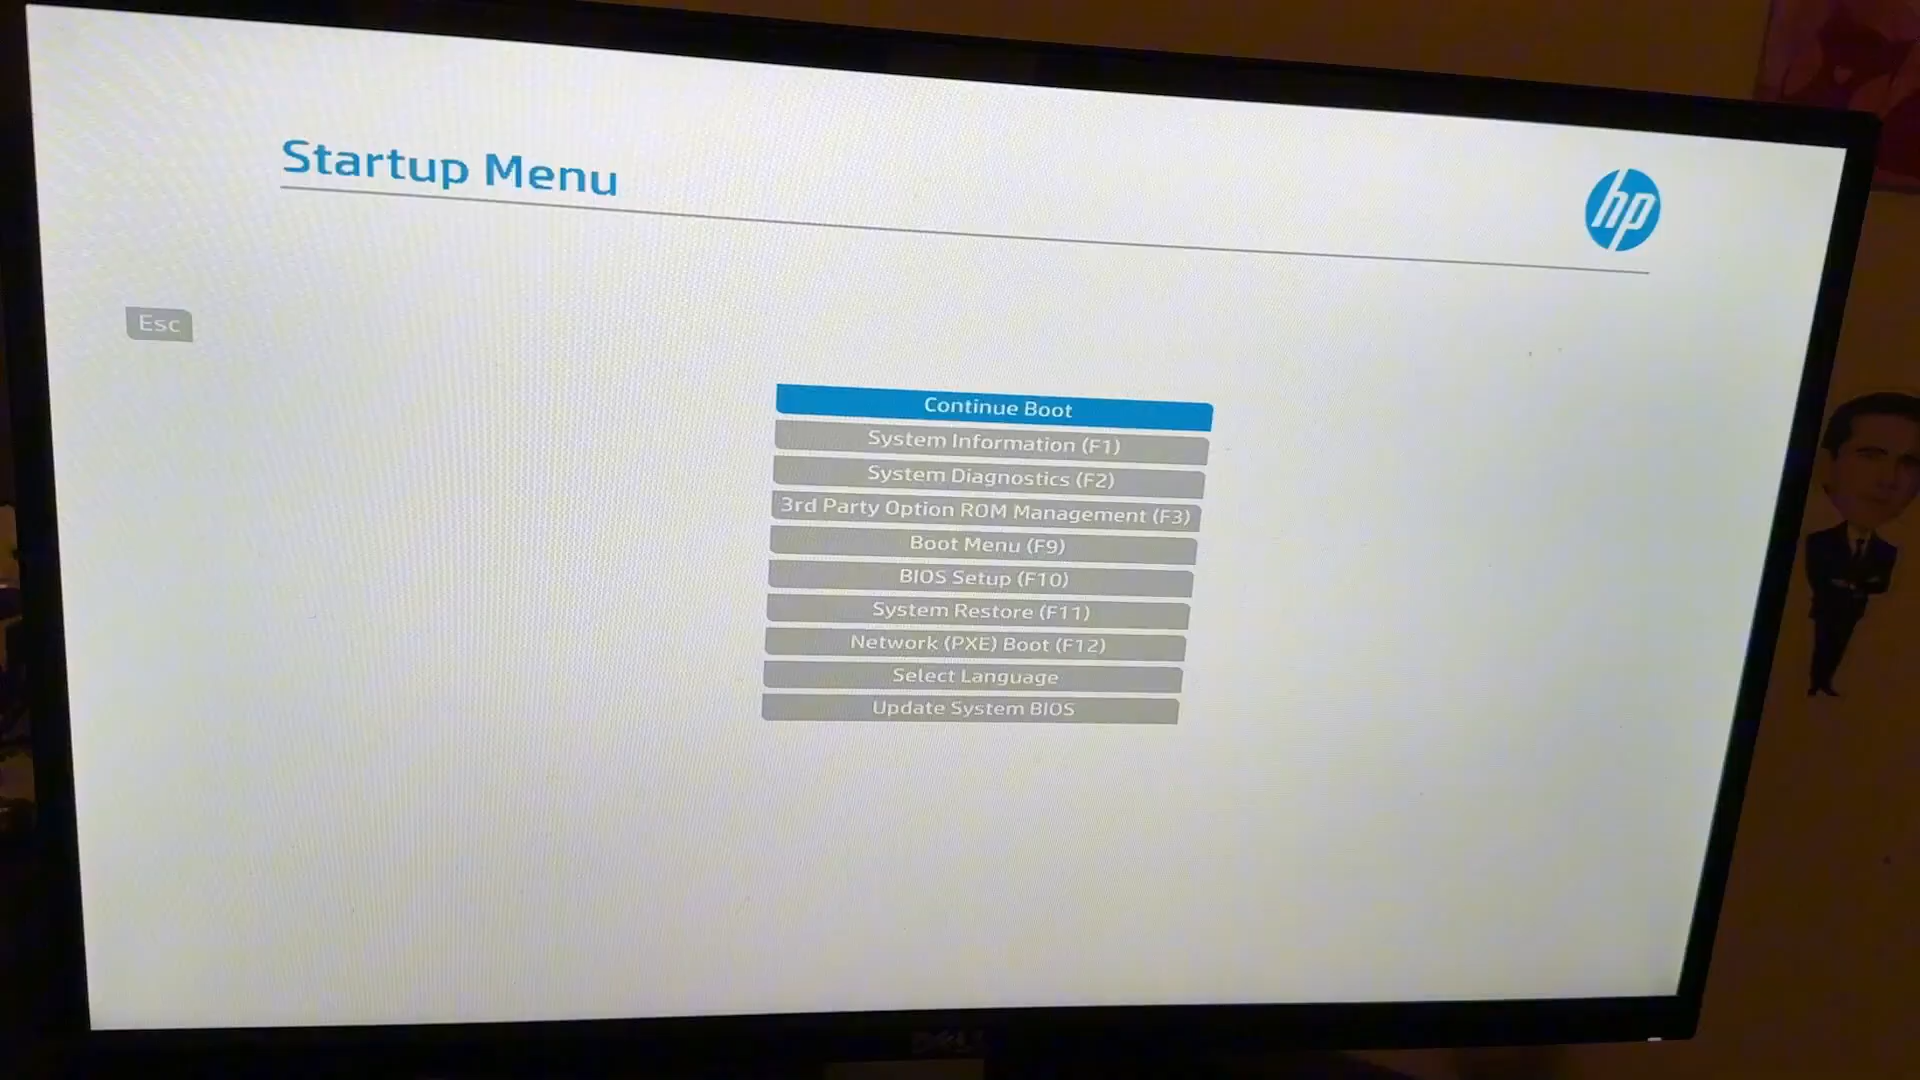 Startup Menu
hp
Esc
Continue Boot
System Information (F1)
System Diagnostics (F2)
3rd Party Option ROM Management (F3)
Boot Menu (F9)
BIOS Setup (F10)
System Restore (F11)
Network (PXE) Boot (F12)
Select Language
Update System BIOS
DELL